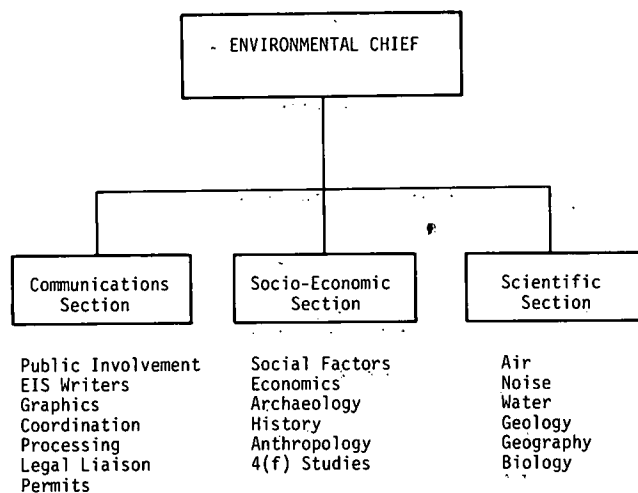 ENVIRONMENTAL CHIEF
Communications
Section
Socio-Economic
Section
Scientific
Section
Public Involvement
EIS Writers
Graphics
Coordination
Processing
Legal Liaison
Permits
Social Factors
Economics
Archaeology
History
Anthropology
4(f) Studies
Air
Noise
Water
Geology
Geography
Biology